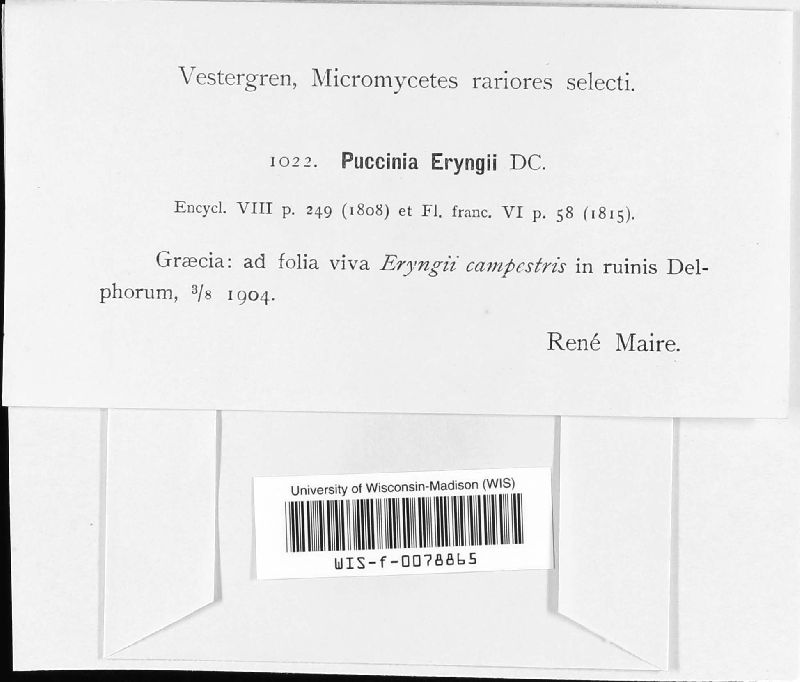 Vestergren, Micromycetes rariores selecti.
1022. Puccinia Eryngii DC.
Encycl. VIII p. 249 (1808) et Fl. franc. VI p. 58 (1815).
Græcia: ad folia viva Eryngii campestris in ruinis Del-
phorum, 3/8 1904.
René Maire.
University of Wisconsin-Madison (WIS)
WIS-f-0078865